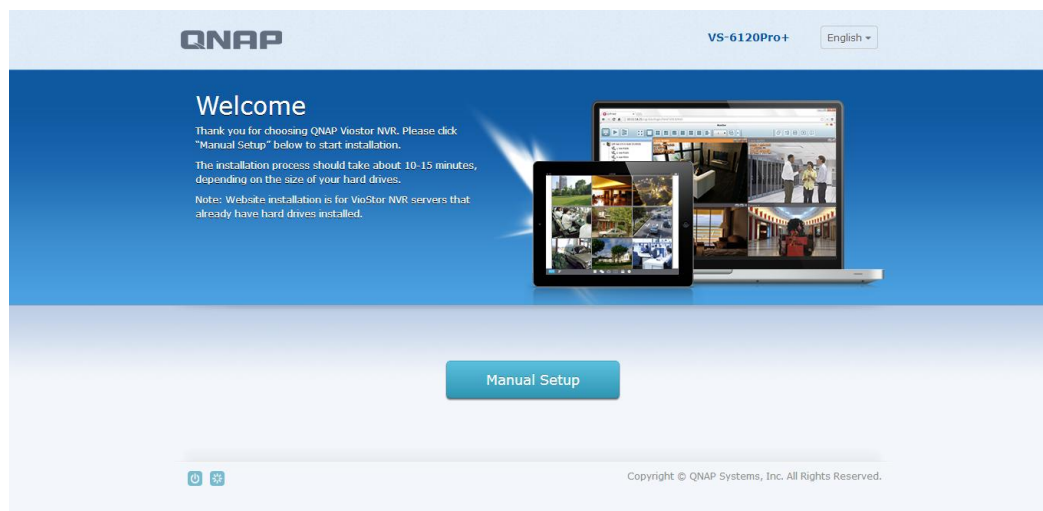 QNAP
VS-6120Pro+
English
Welcome
Thank you for choosing QNAP Viostor NVR. Please click
"Manual Setup" below to start installation.
The installation process should take about 10-15 minutes,
depending on the size of your hard drives.
Note: Website installation is for VioStor NVR servers that
already have hard drives installed.
Manual Setup
Copyright © QNAP Systems, Inc. All Rights Reserved.